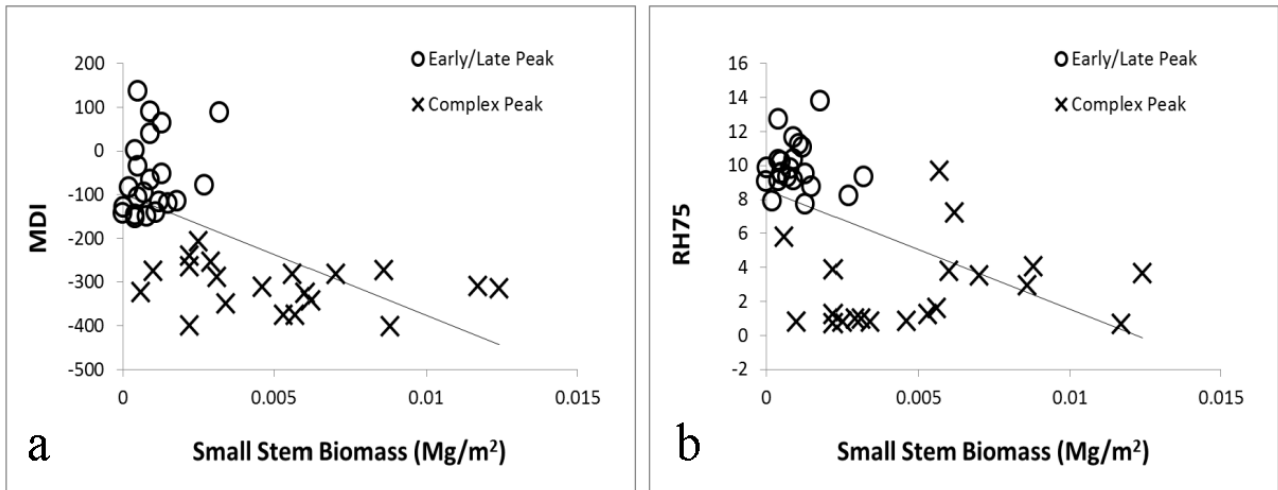 200
100
0
-100
-200
-300
-400
-500
MDI
Early/Late Peak
Complex Peak
0
0.005
0.01
0.015
Small Stem Biomass (Mg/m²)
a
16
14
12
10
8
6
4
2
0
-2
RH75
Early/Late Peak
Complex Peak
0
0.005
0.01
0.015
Small Stem Biomass (Mg/m²)
b